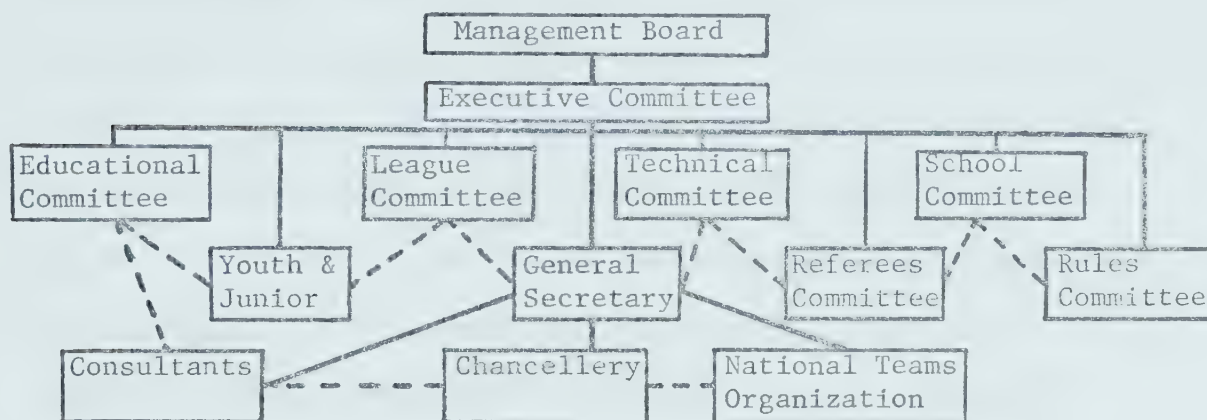 Management Board
Executive Committee
Educational
Committee
League
Committee
Technical
Committee
School
Committee
Youth &
Junior
General
Secretary
Referees
Committee
Rules
Committee
Consultants
Chancellery
National Teams
Organization